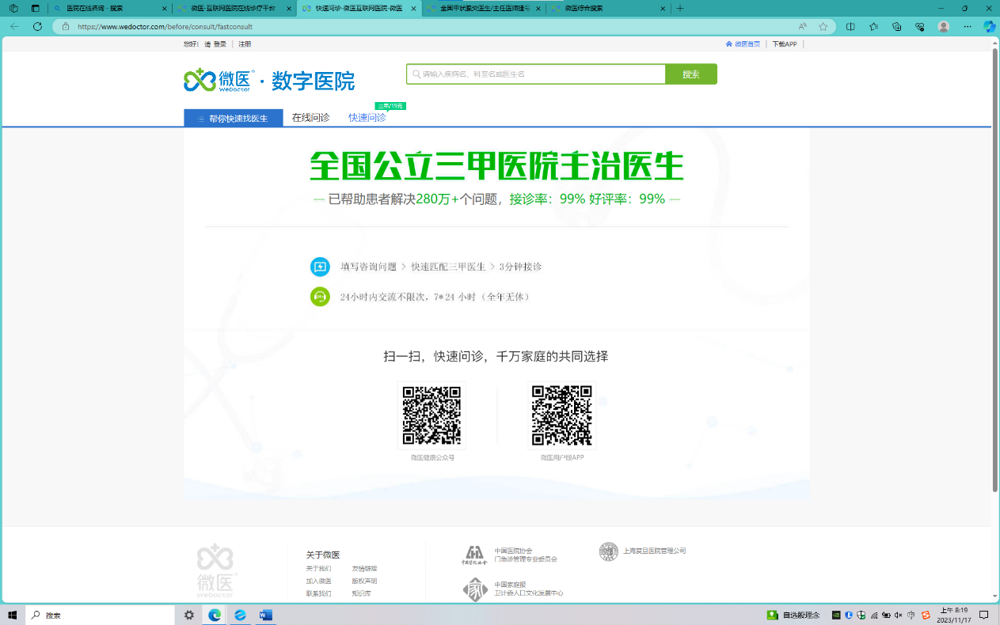 医院在线咨询 - 搜索
微医-互联网医院在线诊疗平台
快速问诊-微医互联网医院-微医
全国甲状腺炎医生/主任医师挂号
微医综合搜索
https://www.wedoctor.com/before/consult/fastconsult
您好! 请 登录 | 注册
微医首页 | 下载APP |
微医 WeDoctor · 数字医院
请输入疾病名、科室名或医生名
搜索
三甲/19元
帮你快速找医生 在线问诊 快速问诊
全国公立三甲医院主治医生
已帮助患者解决280万+个问题，接诊率：99% 好评率：99%
填写咨询问题 > 快速匹配三甲医生 > 3分钟接诊
24小时内交流不限次，7*24 小时（全年无休）
扫一扫，快速问诊，千万家庭的共同选择
微医健康公众号
微医用户版APP
微医
WeDoctor
关于微医
关于我们 友情链接
加入微医 版权声明
联系我们 知识库
中国医院协会
门急诊管理专业委员会
中国家庭报
卫计委人口文化发展中心
上海复旦医院管理公司
搜索
自选股理念
中
上午 8:19
2023/11/17